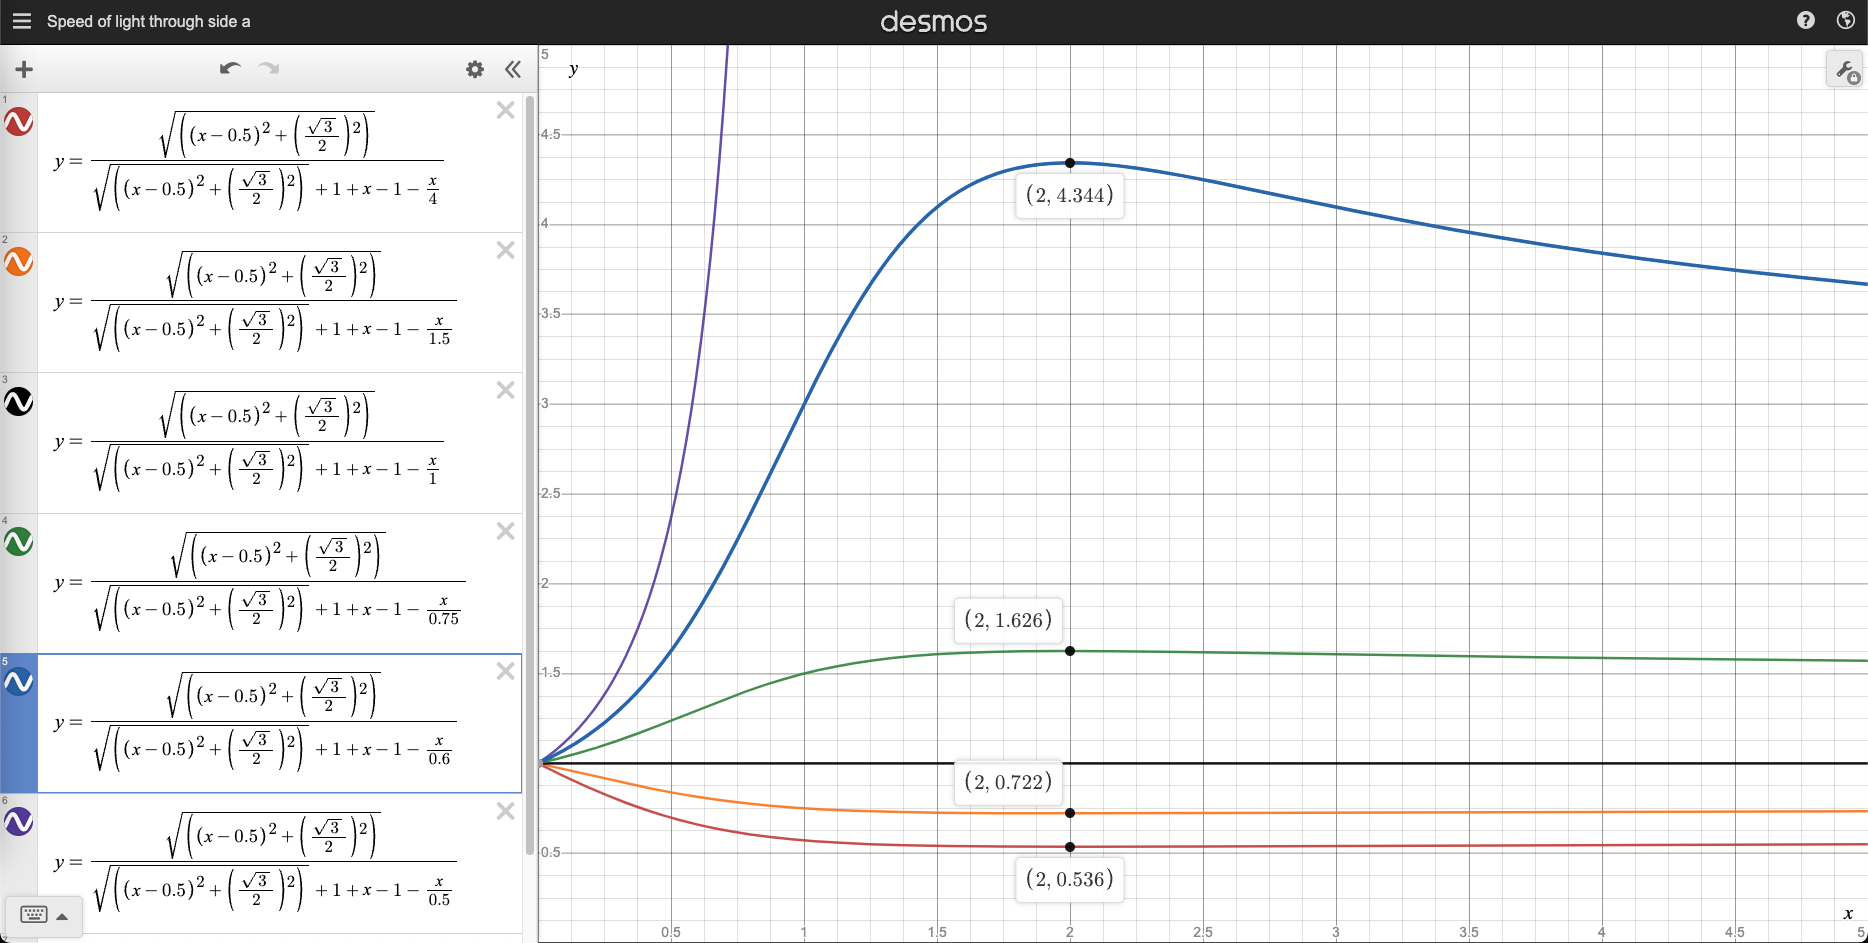 Speed of light through side a
desmos
1
y = \frac{\sqrt{\left((x-0.5)^2+\left(\frac{\sqrt{3}}{2}\right)2\right)}}{\sqrt{\left((x-0.5)^2+\left(\frac{\sqrt{3}}{2}\right)2\right)}+1+x-1-\frac{x}{4}}
2
y = \frac{\sqrt{\left((x-0.5)^2+\left(\frac{\sqrt{3}}{2}\right)2\right)}}{\sqrt{\left((x-0.5)^2+\left(\frac{\sqrt{3}}{2}\right)2\right)}+1+x-1-\frac{x}{1.5}}
3
y = \frac{\sqrt{\left((x-0.5)^2+\left(\frac{\sqrt{3}}{2}\right)2\right)}}{\sqrt{\left((x-0.5)^2+\left(\frac{\sqrt{3}}{2}\right)2\right)}+1+x-1-\frac{x}{1}}
4
y = \frac{\sqrt{\left((x-0.5)^2+\left(\frac{\sqrt{3}}{2}\right)2\right)}}{\sqrt{\left((x-0.5)^2+\left(\frac{\sqrt{3}}{2}\right)2\right)}+1+x-1-\frac{x}{0.75}}
5
y = \frac{\sqrt{\left((x-0.5)^2+\left(\frac{\sqrt{3}}{2}\right)2\right)}}{\sqrt{\left((x-0.5)^2+\left(\frac{\sqrt{3}}{2}\right)2\right)}+1+x-1-\frac{x}{0.6}}
6
y = \frac{\sqrt{\left((x-0.5)^2+\left(\frac{\sqrt{3}}{2}\right)2\right)}}{\sqrt{\left((x-0.5)^2+\left(\frac{\sqrt{3}}{2}\right)2\right)}+1+x-1-\frac{x}{0.5}}
5
y
4.5
(2, 4.344)
4
3.5
3
2.5
2
(2, 1.626)
1.5
(2, 0.722)
0.5
(2, 0.536)
x
0.5 1 1.5 2 2.5 3 3.5 4 4.5 5